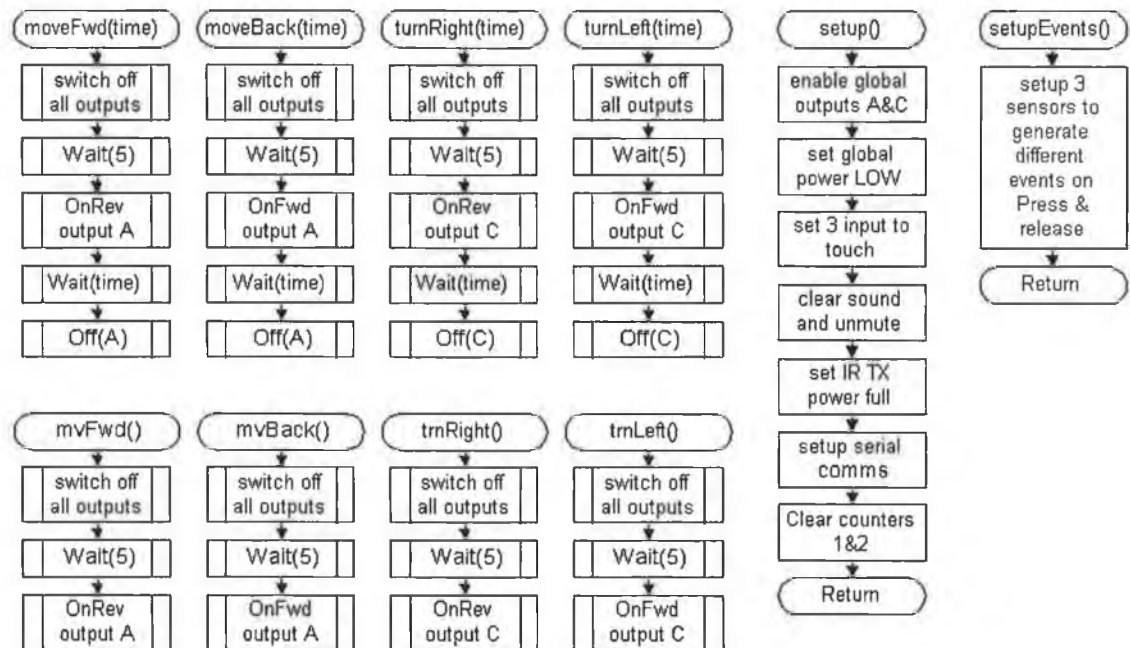 moveFwd(time)
switch off
all outputs
Wait(5)
OnRev
output A
Wait(time)
Off(A)
moveBack(time)
switch off
all outputs
Wait(5)
OnFwd
output A
Wait(time)
Off(A)
turnRight(time)
switch off
all outputs
Wait(5)
OnRev
output C
Wait(time)
Off(C)
turnLeft(time)
switch off
all outputs
Wait(5)
OnFwd
output C
Wait(time)
Off(C)
setup()
enable global
outputs A&C
set global
power LOW
set 3 input to
touch
clear sound
and unmute
set IR TX
power full
setup serial
comms
Clear counters
1&2
Return
setupEvents()
setup 3
sensors to
generate
different
events on
Press &
release
Return
mvFwd()
switch off
all outputs
Wait(5)
OnRev
output A
mvBack()
switch off
all outputs
Wait(5)
OnFwd
output A
trnRight()
switch off
all outputs
Wait(5)
OnRev
output C
trnLeft()
switch off
all outputs
Wait(5)
OnFwd
output C